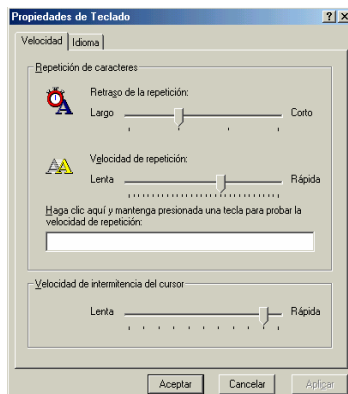 Propiedades de Teclado
Velocidad Idioma
Repetición de caracteres
Retraso de la repetición:
Largo Corto
Velocidad de repetición:
Lenta Rápida
Haga clic aquí y mantenga presionada una tecla para probar la
velocidad de repetición:
Velocidad de intermitencia del cursor
Lenta Rápida
Aceptar Cancelar Aplicar